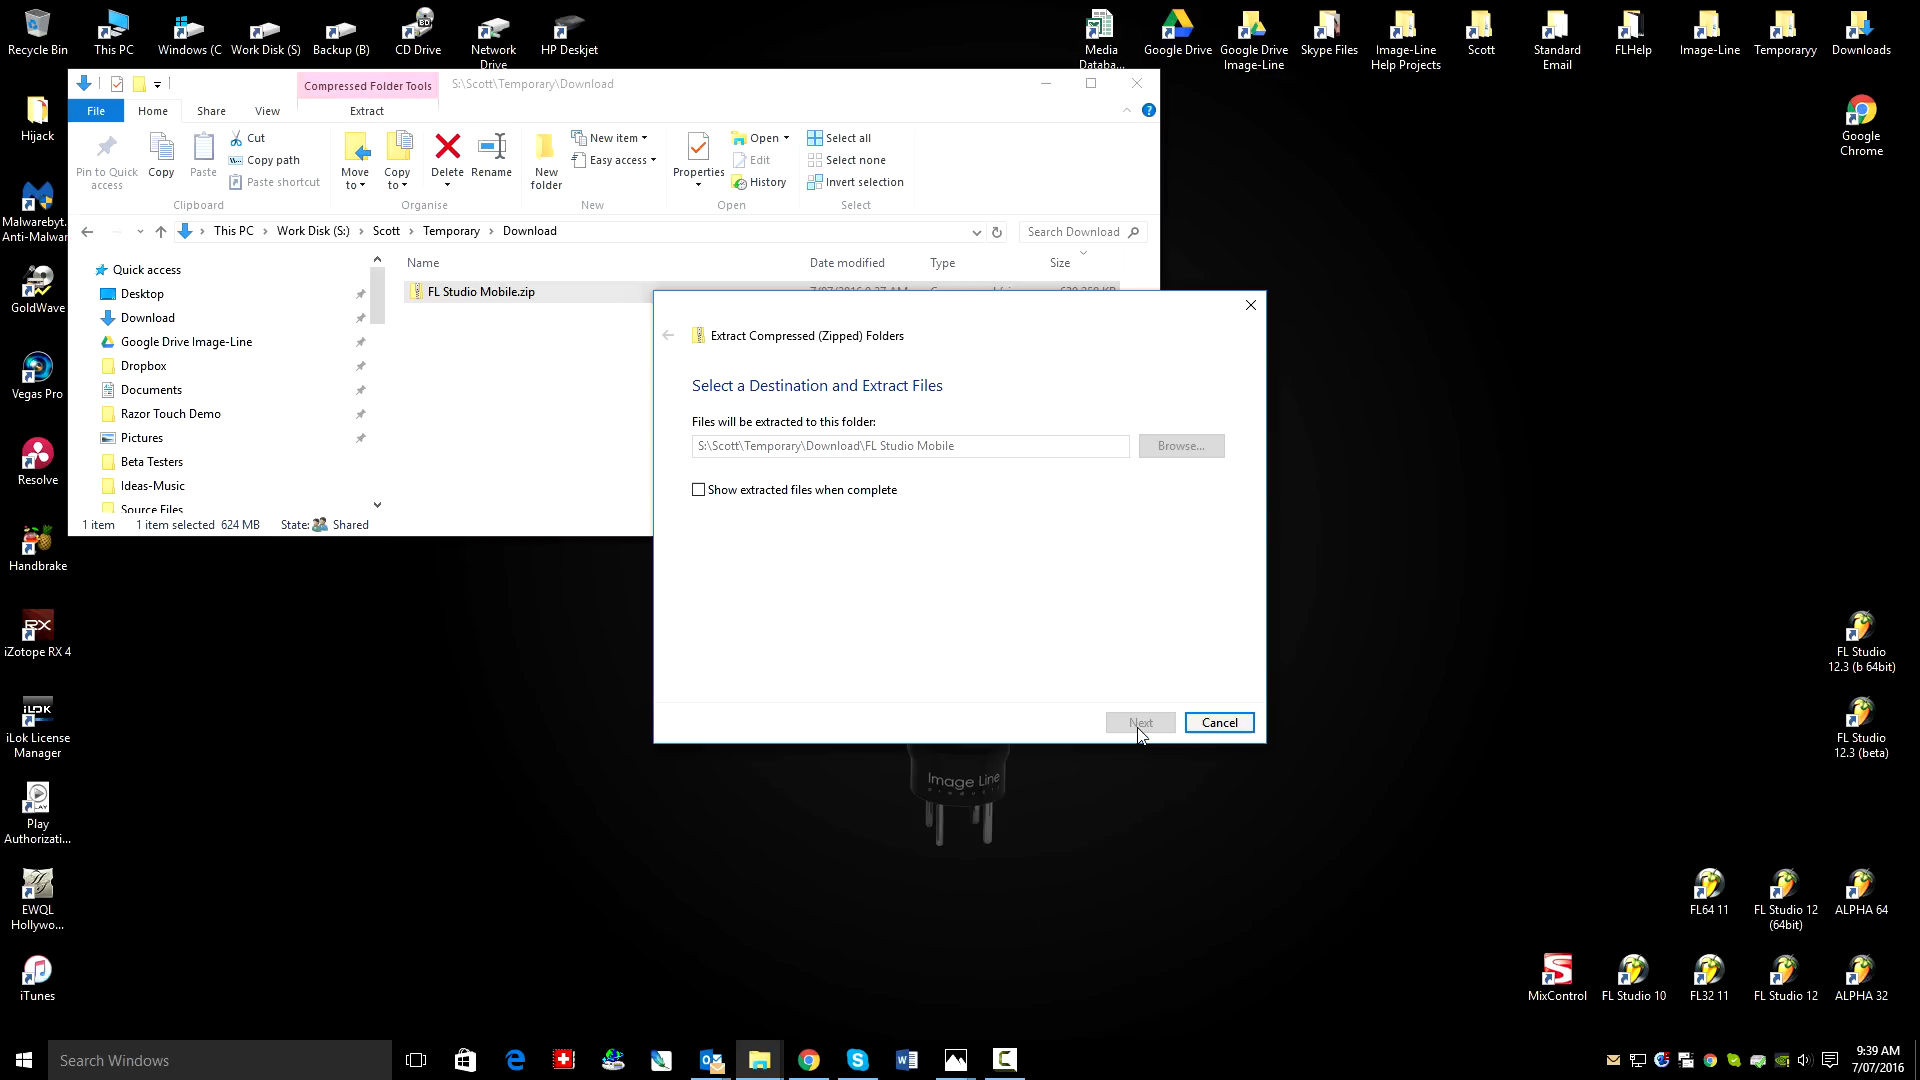 Recycle Bin
This PC
Windows (C
Work Disk (S)
Backup (B)
CD Drive
Network
Drive
HP Deskjet
Media
Databa...
Google Drive
Google Drive
Image-Line
Skype Files
Image-Line
Help Projects
Scott
Standard
Email
FLHelp
Image-Line
Temporaryy
Downloads
Compressed Folder Tools
S:\Scott\Temporary\Download
File
Home
Share
View
Extract
Pin to Quick
access
Copy
Paste
Cut
Copy path
Paste shortcut
Clipboard
Move
to
Copy
to
Delete
Rename
Organise
New
folder
New item
Easy access
New
Properties
Open
Edit
History
Open
Select all
Select none
Invert selection
Select
This PC
Work Disk (S:)
Scott
Temporary
Download
Search Download
Quick access
Desktop
Download
Google Drive Image-Line
Dropbox
Documents
Razor Touch Demo
Pictures
Beta Testers
Ideas-Music
Source Files
Name
Date modified
Type
Size
FL Studio Mobile.zip
1 item
1 item selected 624 MB
State:
Shared
Extract Compressed (Zipped) Folders
Select a Destination and Extract Files
Files will be extracted to this folder:
S:\Scott\Temporary\Download\FL Studio Mobile
Browse...
Show extracted files when complete
Next
Cancel
Hijack
Malwarebyt.
Anti-Malwar
GoldWave
Vegas Pro
Resolve
Handbrake
RX
iZotope RX 4
iLOK
iLok License
Manager
PLAY
Play
Authorizati...
EWQL
Hollywo...
iTunes
Image Line
Google
Chrome
FL Studio
12.3 (b 64bit)
FL Studio
12.3 (beta)
FL64 11
FL Studio 12
(64bit)
ALPHA 64
MixControl
FL Studio 10
FL32 11
FL Studio 12
ALPHA 32
Search Windows
9:39 AM
7/07/2016